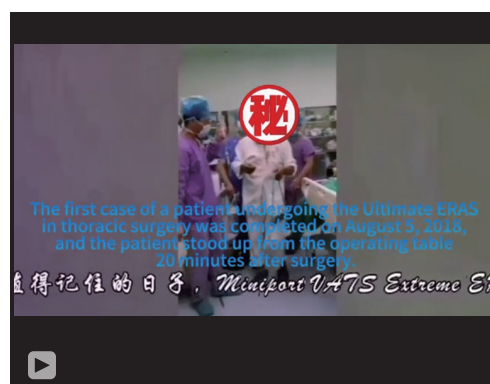 秘
The first case of a patient undergoing the Ultimate ERAS
in thoracic surgery was completed on August 5, 2018,
and the patient stood up from the operating table
20 minutes after surgery.
值得记住的日子，Miniport VATS Extreme E